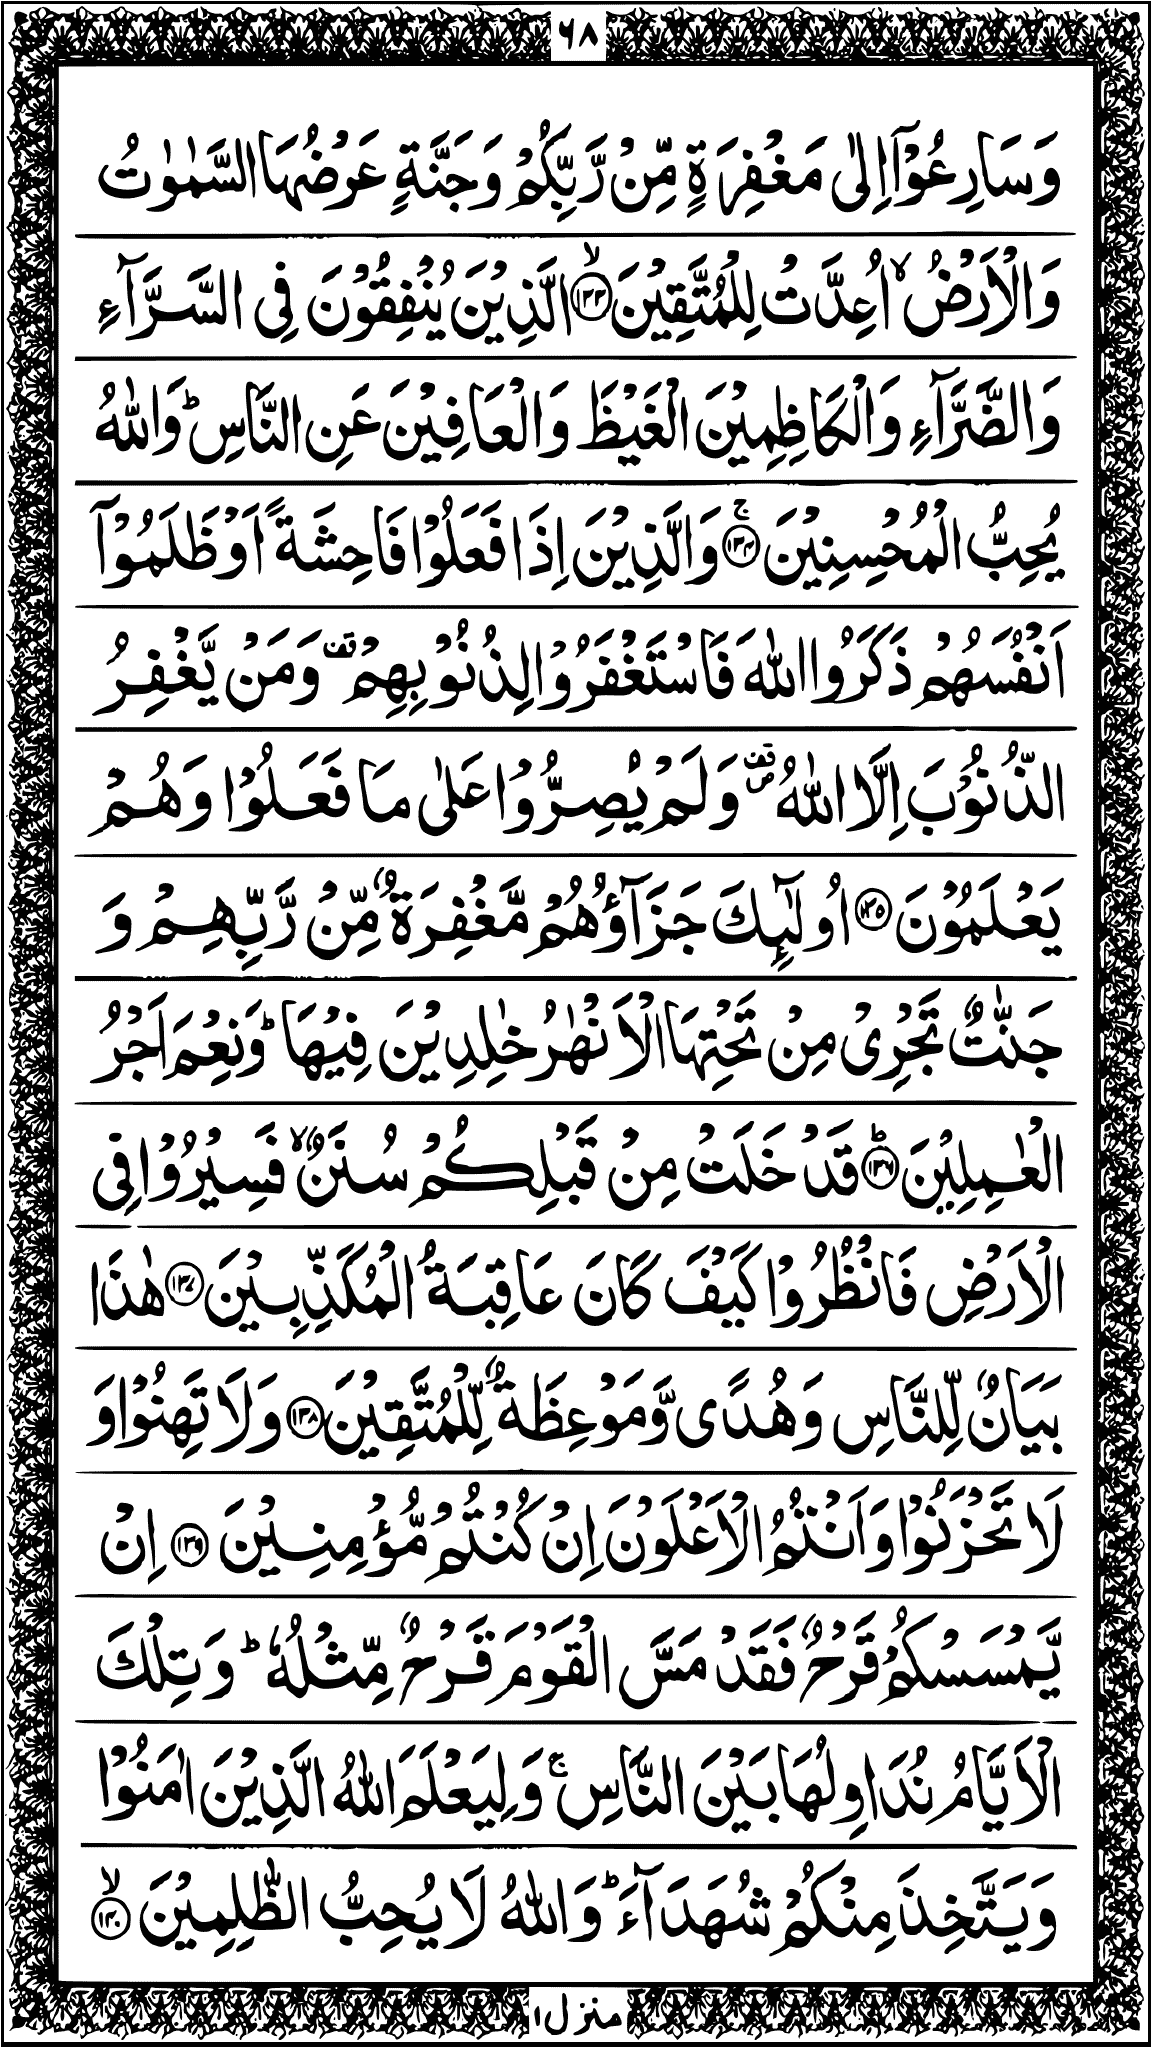 ٦٨
وَسَارِعُوْۤا اِلٰى مَغْفِرَةٍ مِّنْ رَّبِّكُمْ وَجَنَّةٍ عَرْضُهَا السَّمٰوٰتُ
وَالْاَرْضُ ۙ اُعِدَّتْ لِلْمُتَّقِيْنَ ۙ‏﴿۱۳۳﴾ الَّذِيْنَ يُنْفِقُوْنَ فِى السَّرَّآءِ
وَالضَّرَّآءِ وَالْكَاظِمِيْنَ الْغَيْظَ وَالْعَافِيْنَ عَنِ النَّاسِ ؕ وَاللّٰهُ
يُحِبُّ الْمُحْسِنِيْنَ ۚ‏﴿۱۳۴﴾ وَالَّذِيْنَ اِذَا فَعَلُوْا فَاحِشَةً اَوْ ظَلَمُوْۤا
اَنْفُسَهُمْ ذَكَرُوا اللّٰهَ فَاسْتَغْفَرُوْا لِذُنُوْبِهِمْ قف وَمَنْ يَّغْفِرُ
الذُّنُوْبَ اِلَّا اللّٰهُ قف ص وَلَمْ يُصِرُّوْا عَلٰى مَا فَعَلُوْا وَهُمْ
يَعْلَمُوْنَ ‏﴿۱۳۵﴾ اُولٰٓئِكَ جَزَآؤُهُمْ مَّغْفِرَةٌ مِّنْ رَّبِّهِمْ وَ
جَنّٰتٌ تَجْرِىْ مِنْ تَحْتِهَا الْاَنْهٰرُ خٰلِدِيْنَ فِيْهَا ؕ وَنِعْمَ اَجْرُ
الْعٰمِلِيْنَ ؕ‏﴿۱۳۶﴾ قَدْ خَلَتْ مِنْ قَبْلِكُمْ سُنَنٌ ۙ فَسِيْرُوْا فِى
الْاَرْضِ فَانْظُرُوْا كَيْفَ كَانَ عَاقِبَةُ الْمُكَذِّبِيْنَ ‏﴿۱۳۷﴾ هٰذَا
بَيَانٌ لِّلنَّاسِ وَهُدًى وَّمَوْعِظَةٌ لِّلْمُتَّقِيْنَ ‏﴿۱۳۸﴾ وَلَا تَهِنُوْا وَ
لَا تَحْزَنُوْا وَاَنْتُمُ الْاَعْلَوْنَ اِنْ كُنْتُمْ مُّؤْمِنِيْنَ ‏﴿۱۳۹﴾ اِنْ
يَّمْسَسْكُمْ قَرْحٌ فَقَدْ مَسَّ الْقَوْمَ قَرْحٌ مِّثْلُهٗ ؕ وَتِلْكَ
الْاَيَّامُ نُدَاوِلُهَا بَيْنَ النَّاسِ ۚ وَلِيَعْلَمَ اللّٰهُ الَّذِيْنَ اٰمَنُوْا
وَيَتَّخِذَ مِنْكُمْ شُهَدَآءَ ؕ وَاللّٰهُ لَا يُحِبُّ الظّٰلِمِيْنَ ۙ‏﴿۱۴۰﴾
منزل ۱